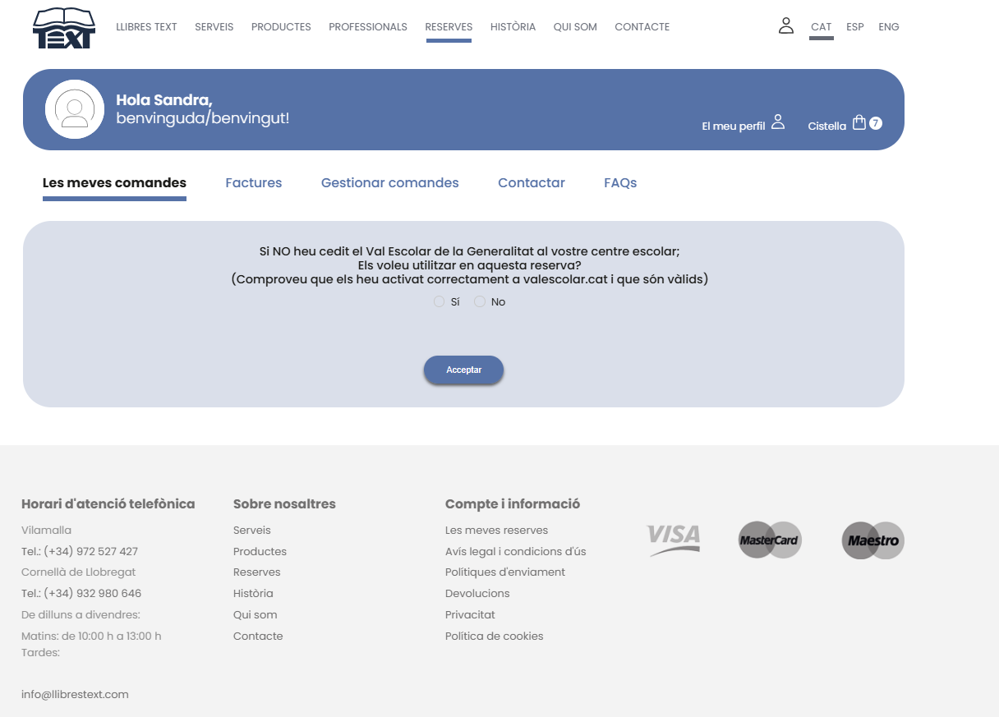 TEXT
LLIBRES TEXT SERVEIS PRODUCTES PROFESSIONALS RESERVES HISTÒRIA QUI SOM CONTACTE CAT ESP ENG
Hola Sandra,
benvinguda/benvingut!
El meu perfil Cistella 7
Les meves comandes Factures Gestionar comandes Contactar FAQs
Si NO heu cedit el Val Escolar de la Generalitat al vostre centre escolar;
Els voleu utilitzar en aquesta reserva?
(Comproveu que els heu activat correctament a valescolar.cat i que són vàlids)
Sí No
Acceptar
Horari d'atenció telefònica
Vilamalla
Tel.: (+34) 972 527 427
Cornellà de Llobregat
Tel.: (+34) 932 980 646
De dilluns a divendres:
Matins: de 10:00 h a 13:00 h
Tardes:
info@llibrestext.com
Sobre nosaltres
Serveis
Productes
Reserves
Història
Qui som
Contacte
Compte i informació
Les meves reserves
Avís legal i condicions d'ús
Polítiques d'enviament
Devolucions
Privacitat
Política de cookies
VISA MasterCard Maestro